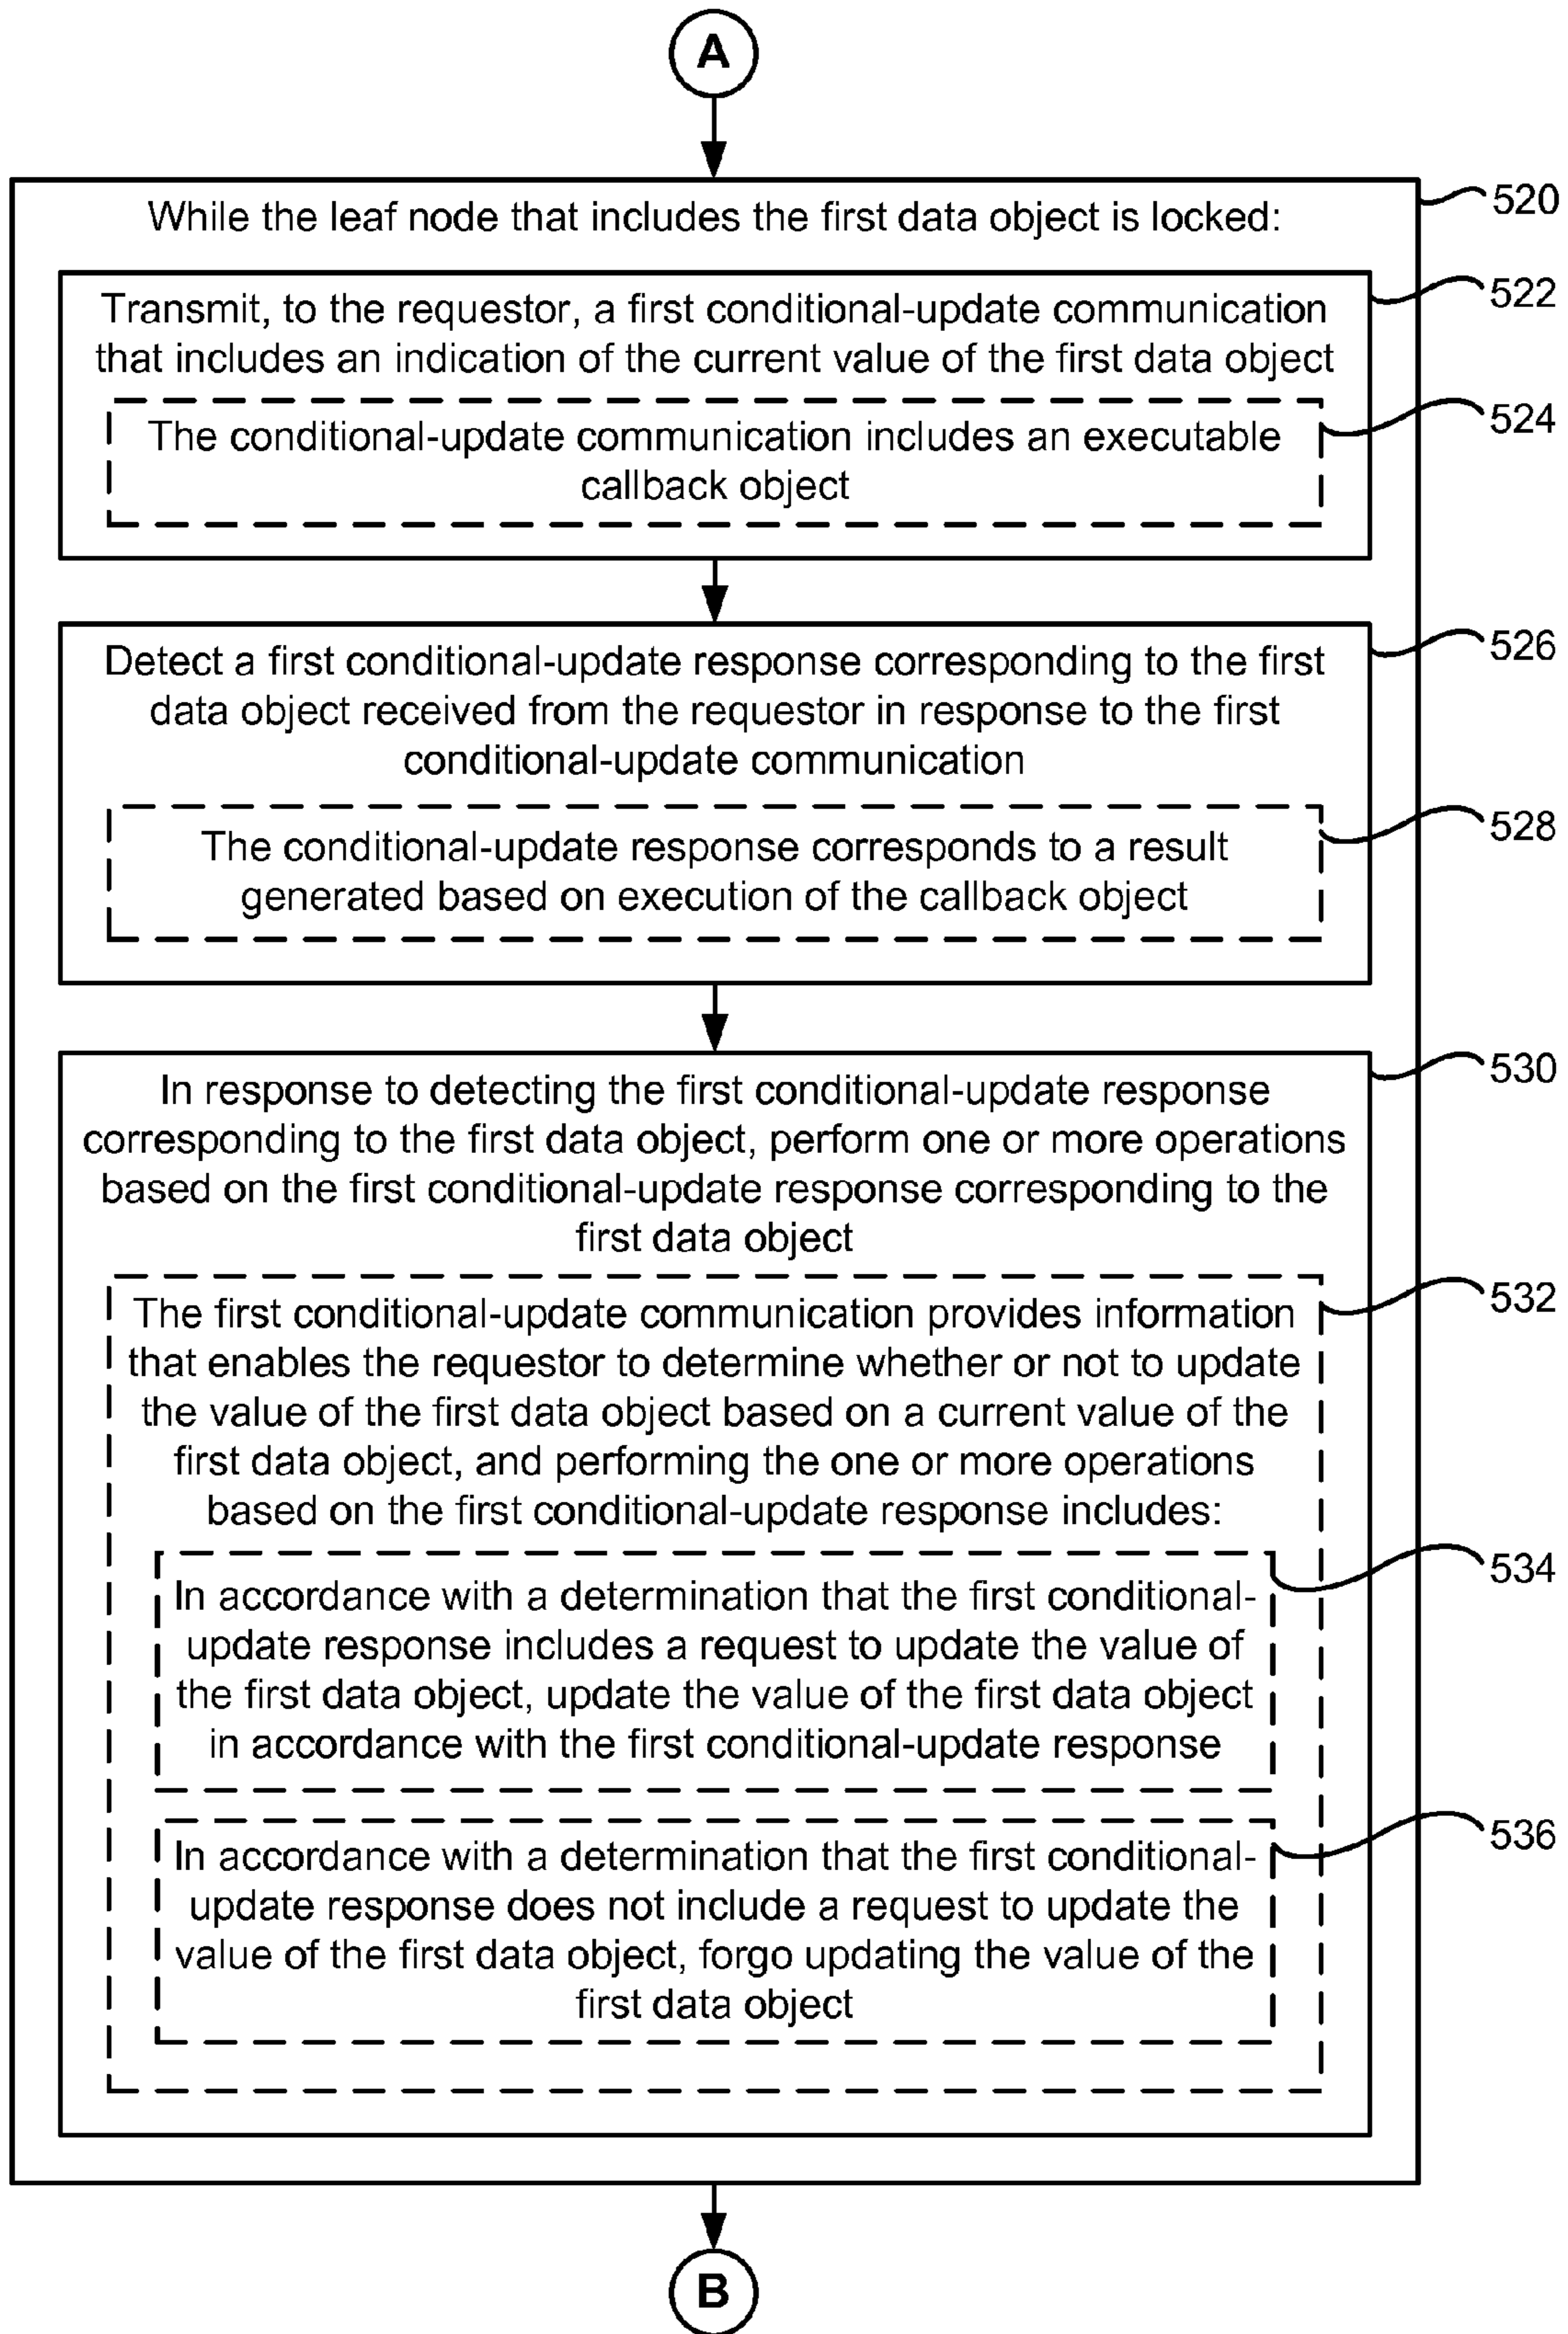 A
While the leaf node that includes the first data object is locked:
520
Transmit, to the requestor, a first conditional-update communication
that includes an indication of the current value of the first data object
522
The conditional-update communication includes an executable
callback object
524
Detect a first conditional-update response corresponding to the first
data object received from the requestor in response to the first
conditional-update communication
526
The conditional-update response corresponds to a result
generated based on execution of the callback object
528
In response to detecting the first conditional-update response
corresponding to the first data object, perform one or more operations
based on the first conditional-update response corresponding to the
first data object
530
The first conditional-update communication provides information
that enables the requestor to determine whether or not to update
the value of the first data object based on a current value of the
first data object, and performing the one or more operations
based on the first conditional-update response includes:
532
In accordance with a determination that the first conditional-
update response includes a request to update the value of
the first data object, update the value of the first data object
in accordance with the first conditional-update response
534
In accordance with a determination that the first conditional-
update response does not include a request to update the
value of the first data object, forgo updating the value of the
first data object
536
B